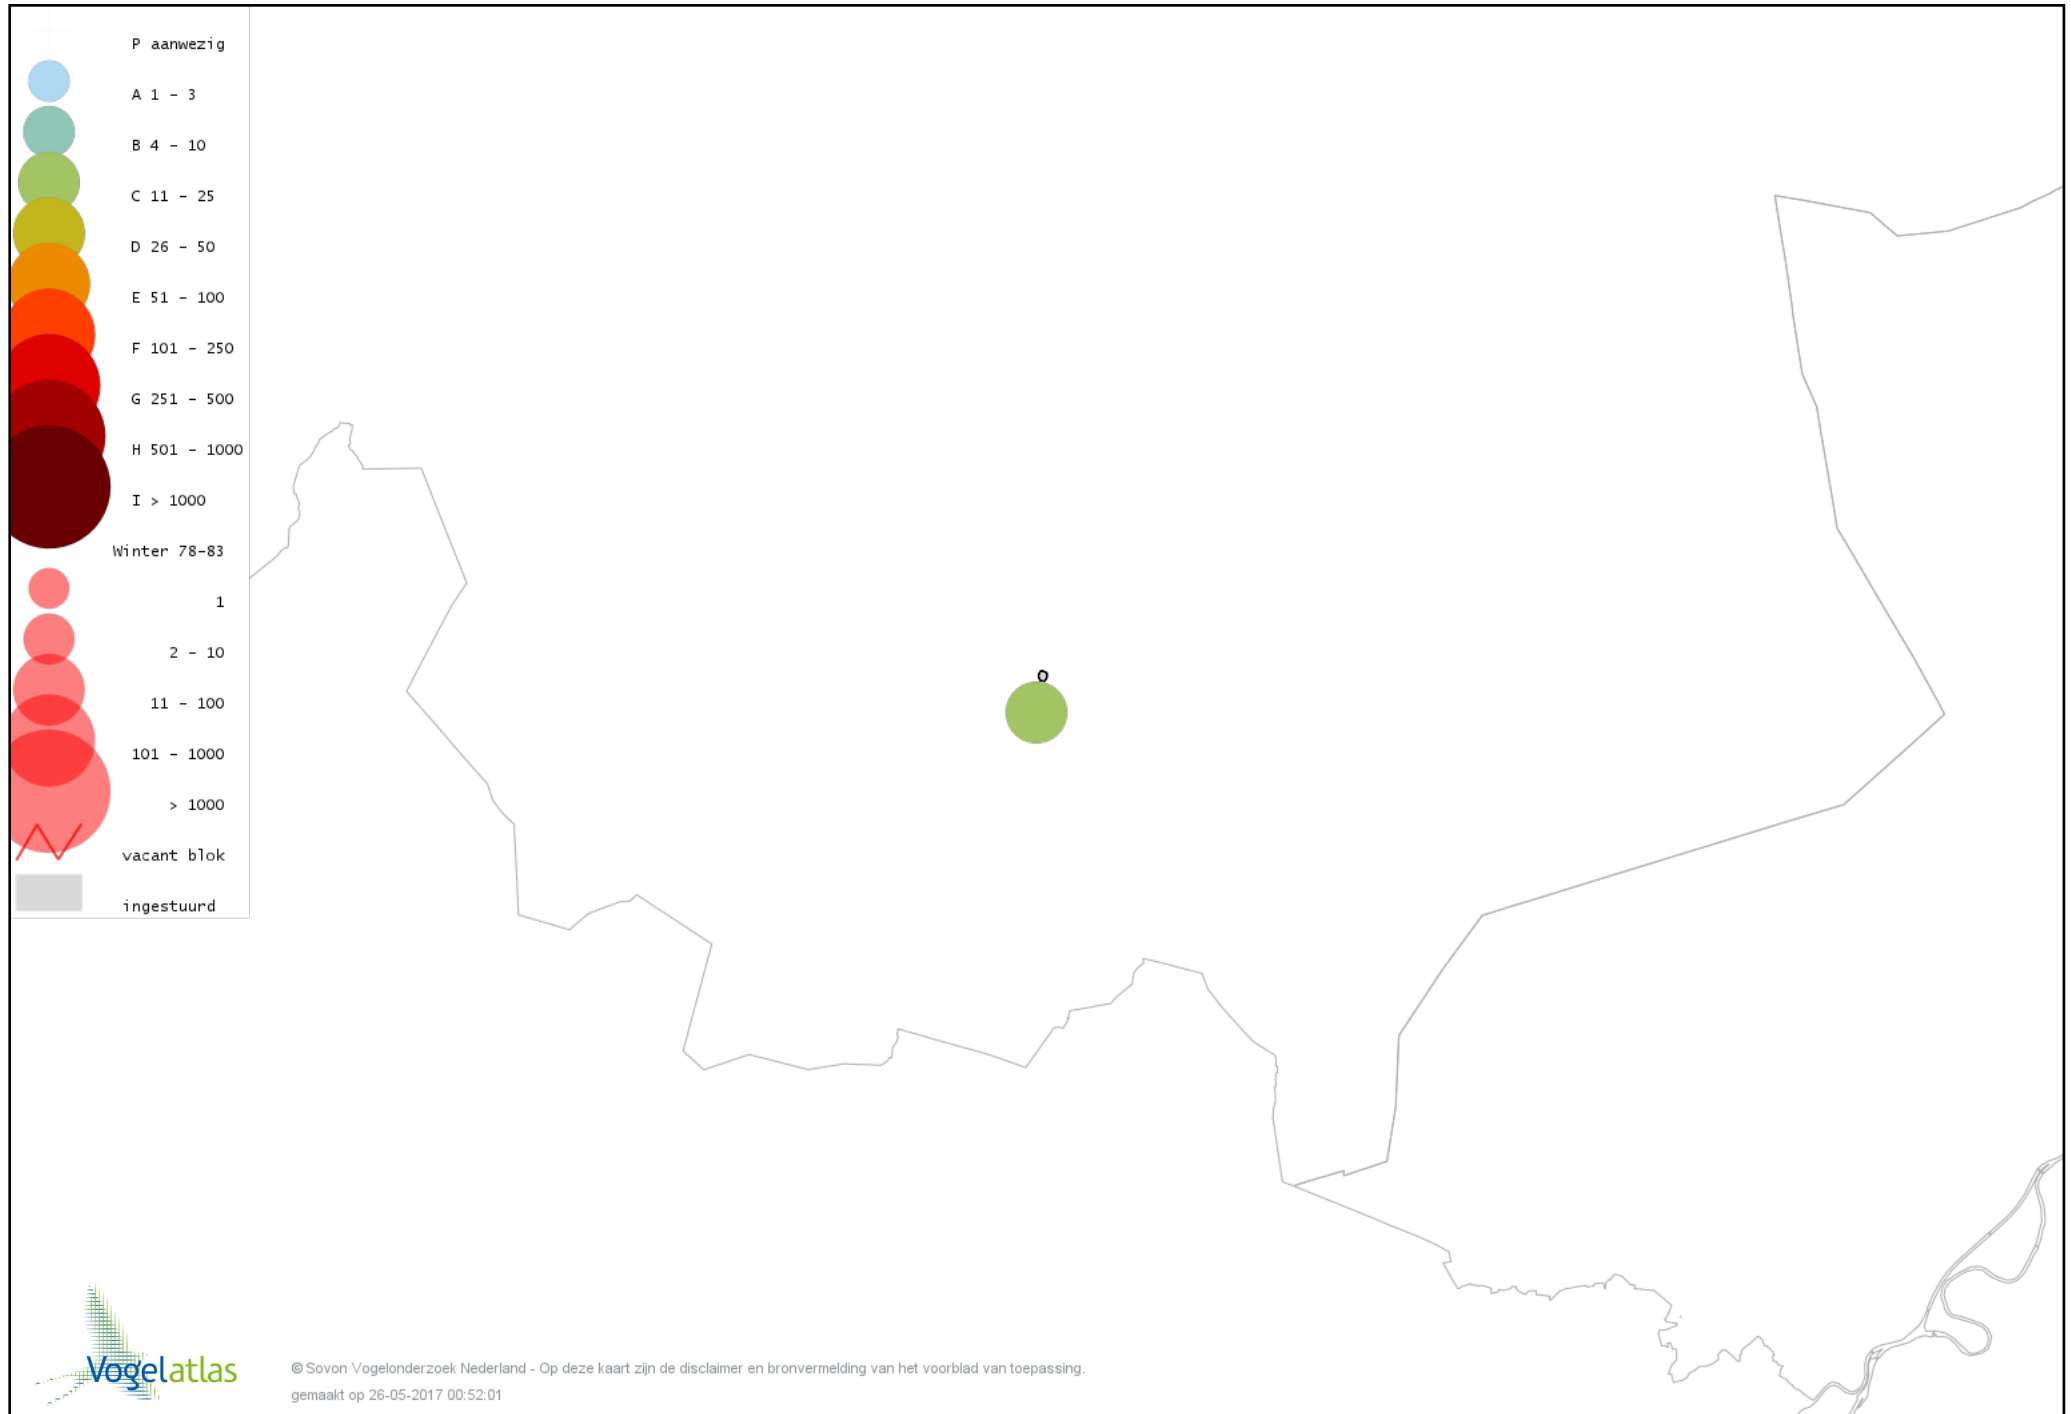 P aanwezig
A 1 - 3
B 4 - 10
C 11 - 25
D 26 - 50
E 51 - 100
F 101 - 250
G 251 - 500
H 501 - 1000
I > 1000
Winter 78-83
1
2 - 10
11 - 100
101 - 1000
> 1000
vacant blok
ingestuurd
0
Vogelatlas
© Sovon Vogelonderzoek Nederland - Op deze kaart zijn de disclaimer en bronvermelding van het voorblad van toepassing.
gemaakt op 26-05-2017 00:52:01